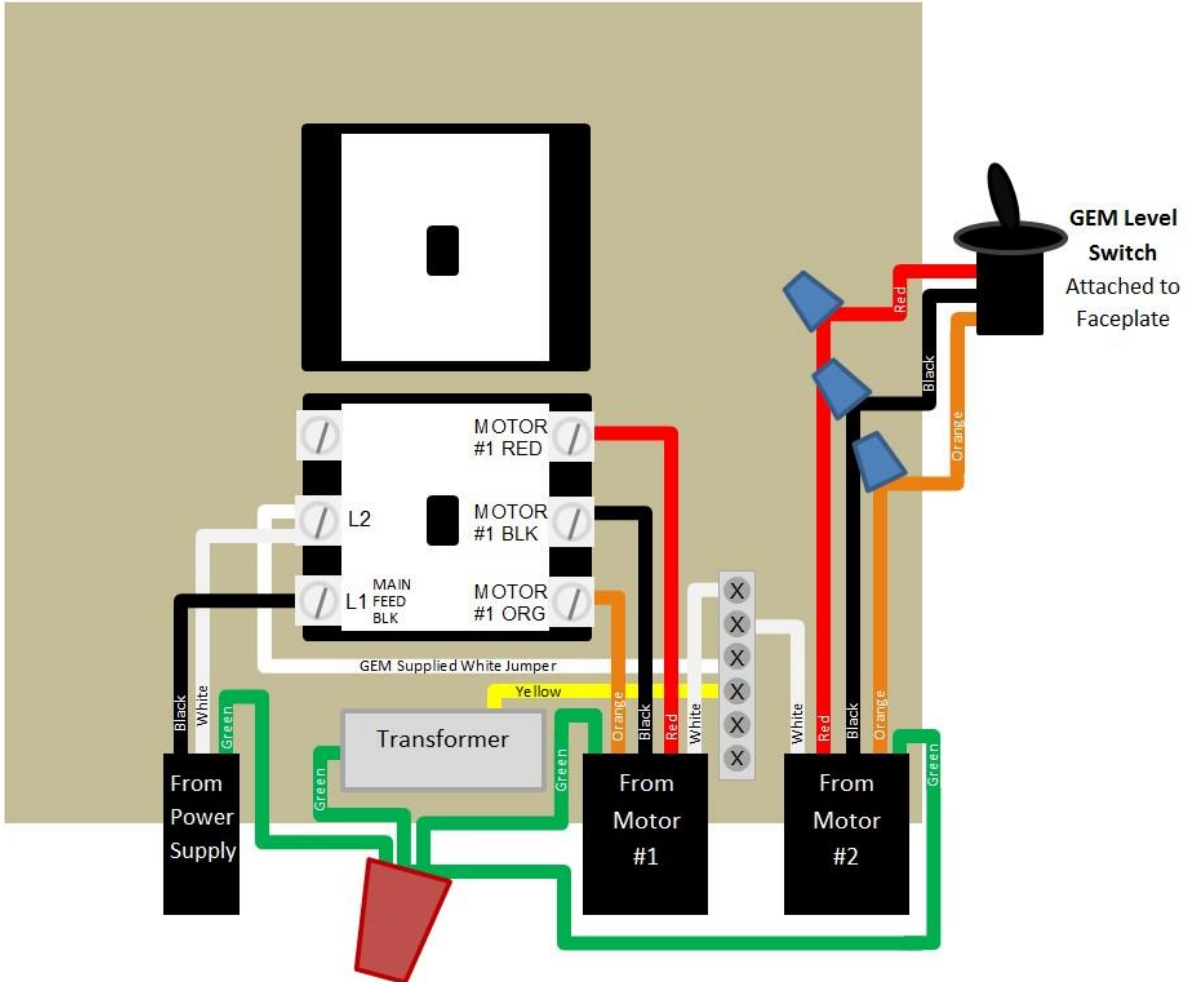 GEM Level
Switch
Attached to
Faceplate
Red
Black
Orange
MOTOR
#1 RED
L2
MOTOR
#1 BLK
L1
MAIN
FEED
BLK
MOTOR
#1 ORG
X
X
X
X
X
X
GEM Supplied White Jumper
Yellow
Transformer
Black
White
Green
Green
Green
Orange
Black
Red
White
White
Red
Black
Orange
Green
From
Power
Supply
From
Motor
#1
From
Motor
#2